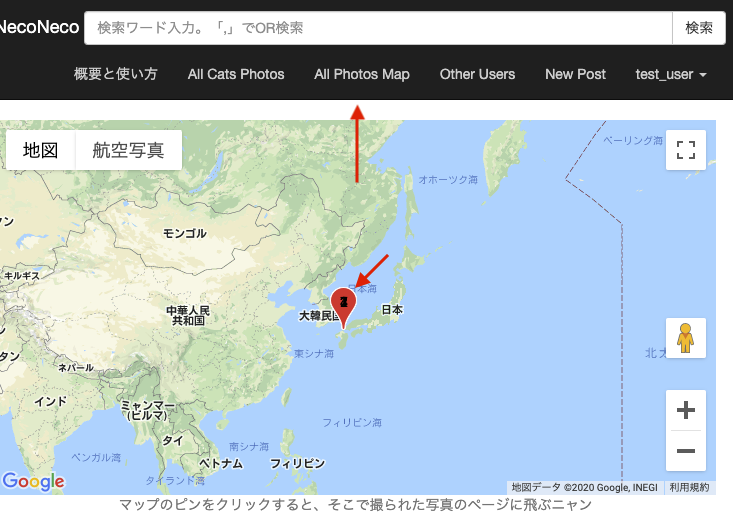 NecoNeco 検索ワード入力。「,」でOR検索 検索
概要と使い方 All Cats Photos All Photos Map Other Users New Post test_user
地図 航空写真
ベーリング海
オホーツク海
モンゴル
キルギス
日本海
中華人民
共和国
大韓民国
日本
東シナ海
ネパール
インド
ミャンマー
(ビルマ)
フィリピン海
タイ
南シナ海
ベンガル湾
ベトナム
フィリピン
タイランド湾
Google
地図データ ©2020 Google, INEGI 利用規約
マップのピンをクリックすると、そこで撮られた写真のページに飛ぶニャン